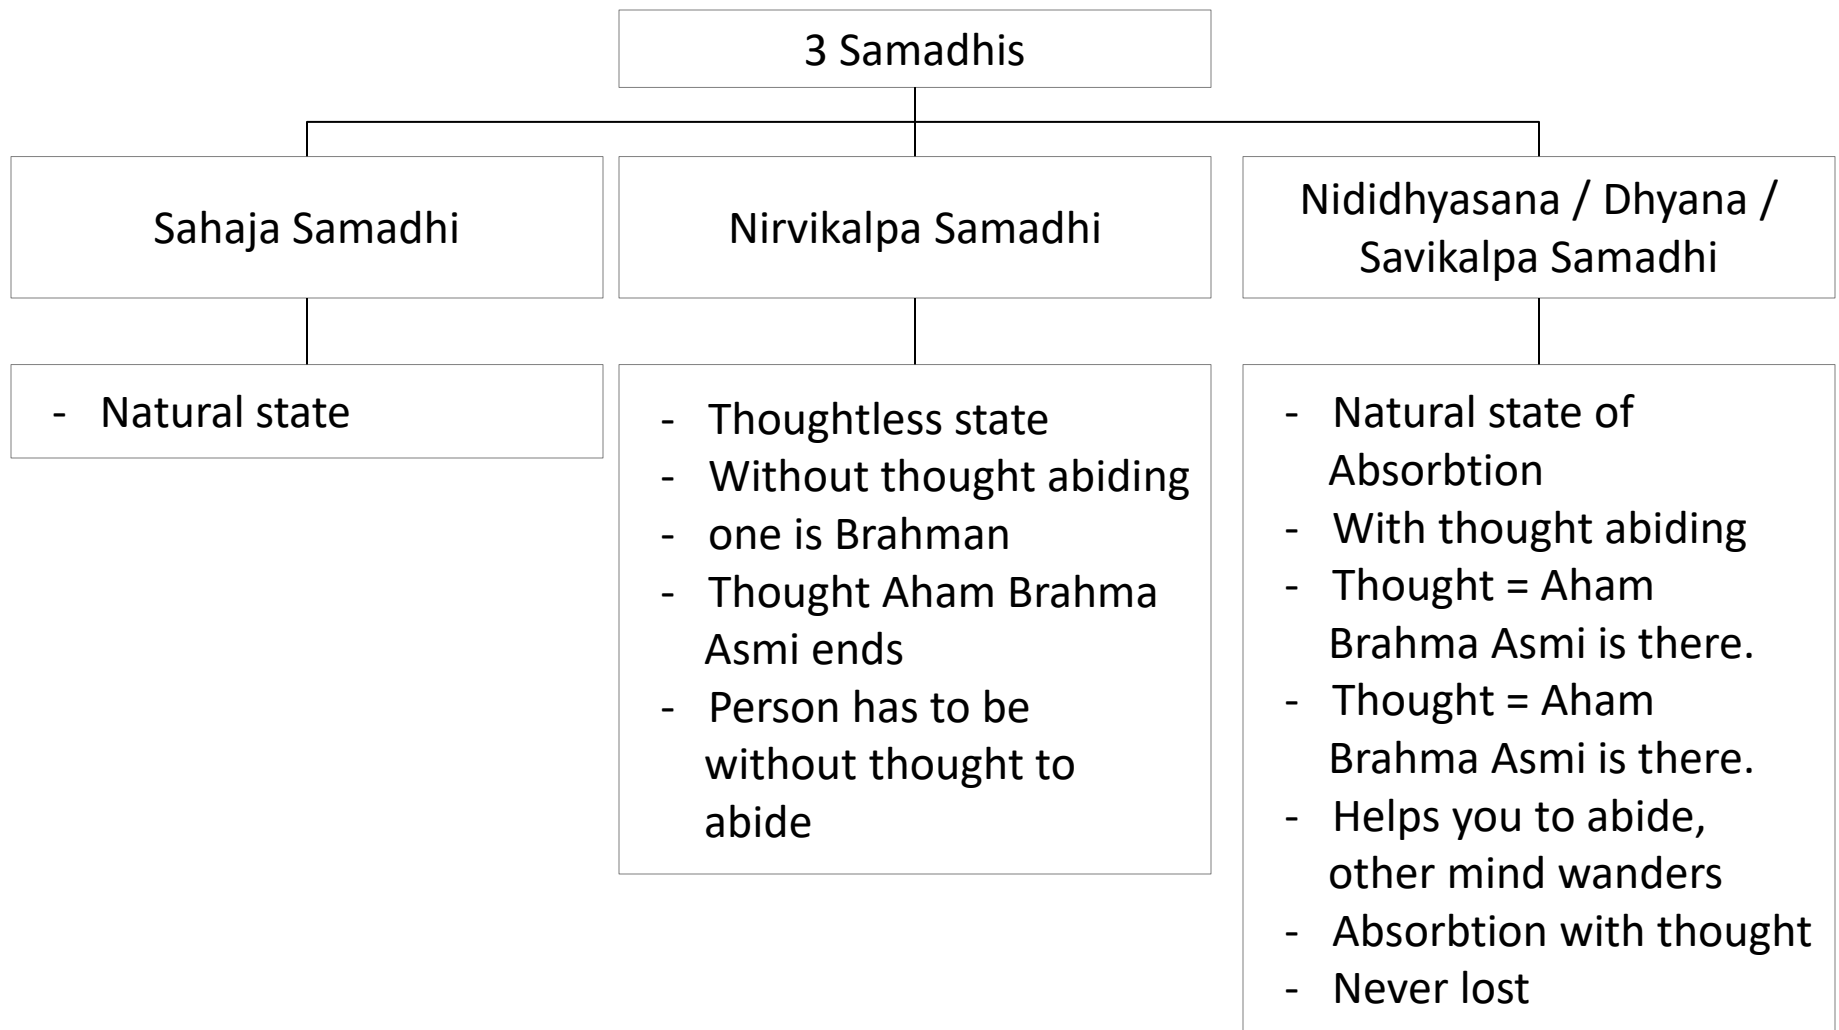 3 Samadhis
Sahaja Samadhi
Nirvikalpa Samadhi
Nididhyasana / Dhyana /
Savikalpa Samadhi
- Natural state
- Thoughtless state
- Without thought abiding
- one is Brahman
- Thought Aham Brahma
Asmi ends
- Person has to be
without thought to
abide
- Natural state of
Absorbtion
- With thought abiding
- Thought = Aham
Brahma Asmi is there.
- Thought = Aham
Brahma Asmi is there.
- Helps you to abide,
other mind wanders
- Absorbtion with thought
- Never lost